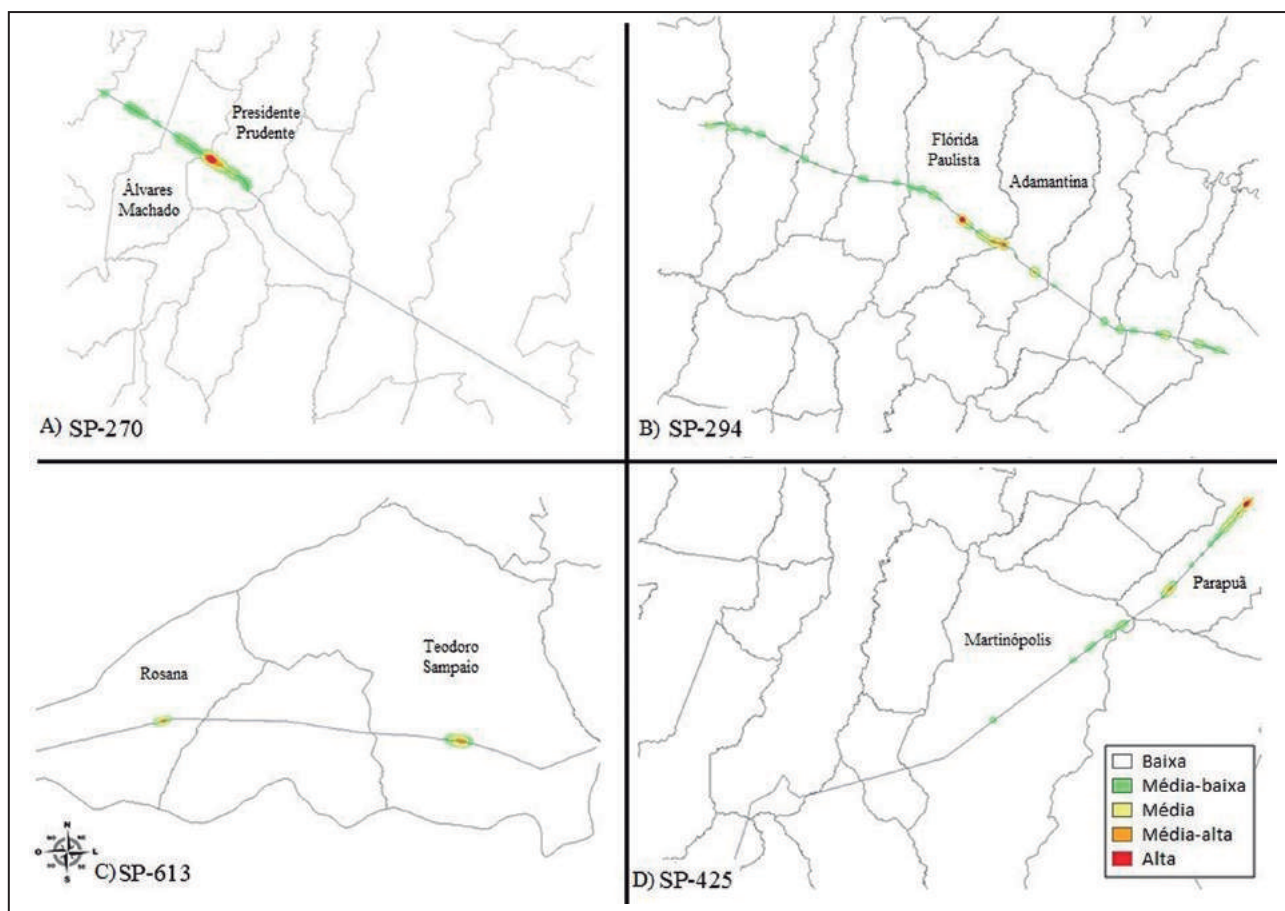 Presidente
Prudente
Álvares
Machado
A) SP-270
Flórida
Paulista
Adamantina
B) SP-294
Rosana
Teodoro
Sampaio
N
O
L
S
C) SP-613
Martinópolis
Parapuã
D) SP-425
Baixa
Média-baixa
Média
Média-alta
Alta